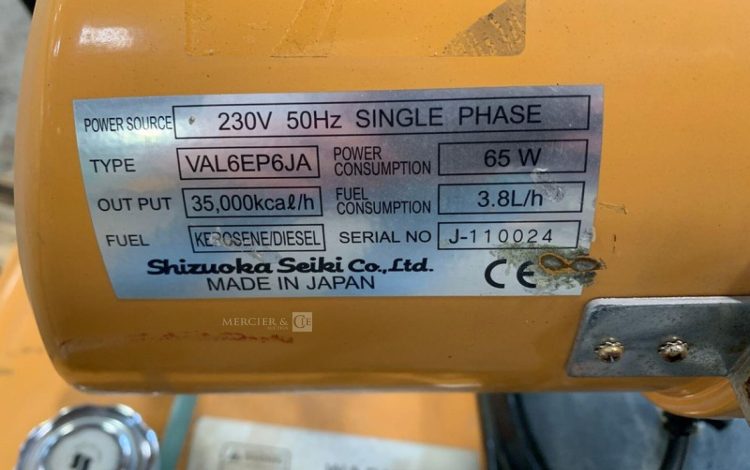 POWER SOURCE 230V 50Hz SINGLE PHASE
TYPE VAL6EP6JA POWER CONSUMPTION 65 W
OUT PUT 35,000kcaℓ/h FUEL CONSUMPTION 3.8L/h
FUEL KEROSENE/DIESEL SERIAL NO J-110024
Shizuoka Seiki Co., Ltd.
MADE IN JAPAN CE
MERCIER & CIE